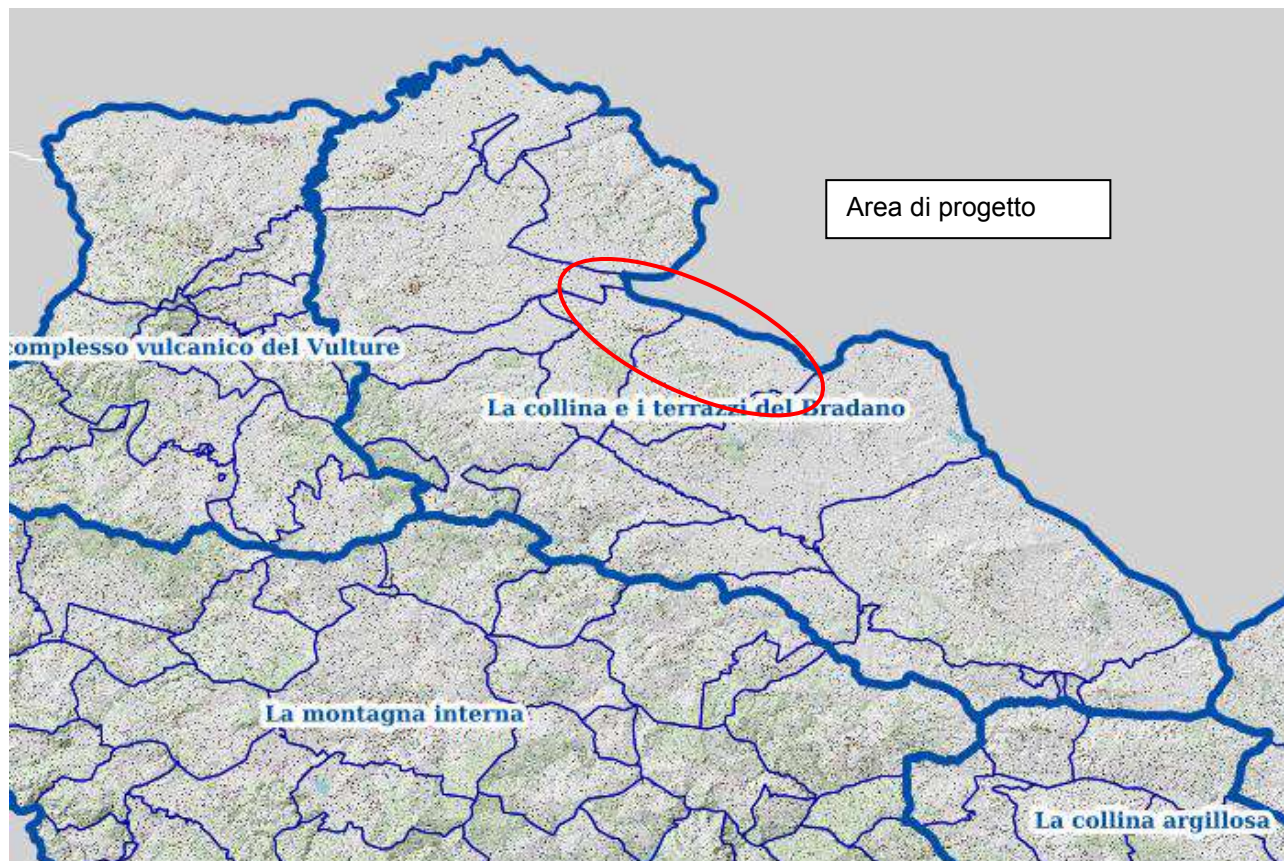 Area di progetto
complesso vulcanico del Vulture
La collina e i terrazzi del Bradano
La montagna interna
La collina argillosa